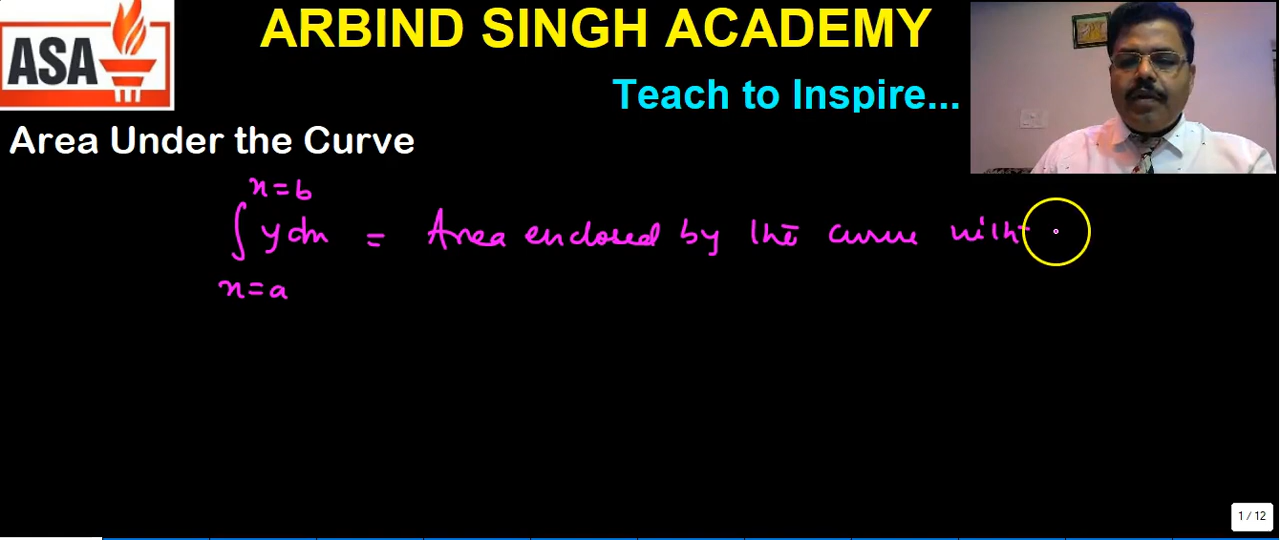 ASA
ARBIND SINGH ACADEMY
Teach to Inspire...
Area Under the Curve
x=b
∫ y dx = Area enclosed by the curve with
x=a
1 / 12